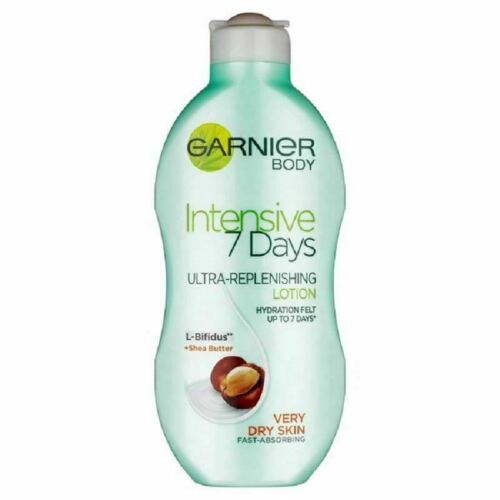 GARNIER
BODY
Intensive
7 Days
ULTRA-REPLENISHING
LOTION
HYDRATION FELT
UP TO 7 DAYS*
L-Bifidus**
+Shea Butter
VERY
DRY SKIN
FAST-ABSORBING